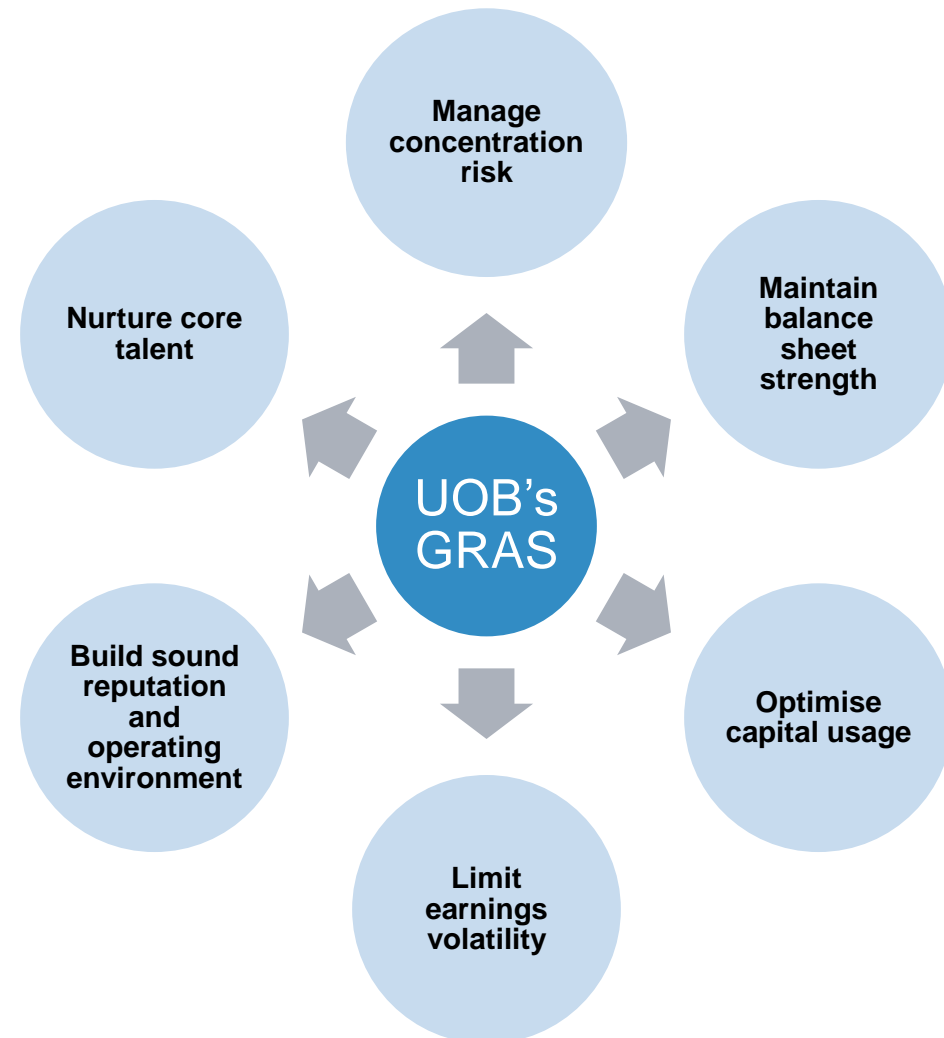 Manage
concentration
risk
Maintain
balance
sheet
strength
Optimise
capital usage
Limit
earnings
volatility
Build sound
reputation
and
operating
environment
Nurture core
talent
UOB's
GRAS